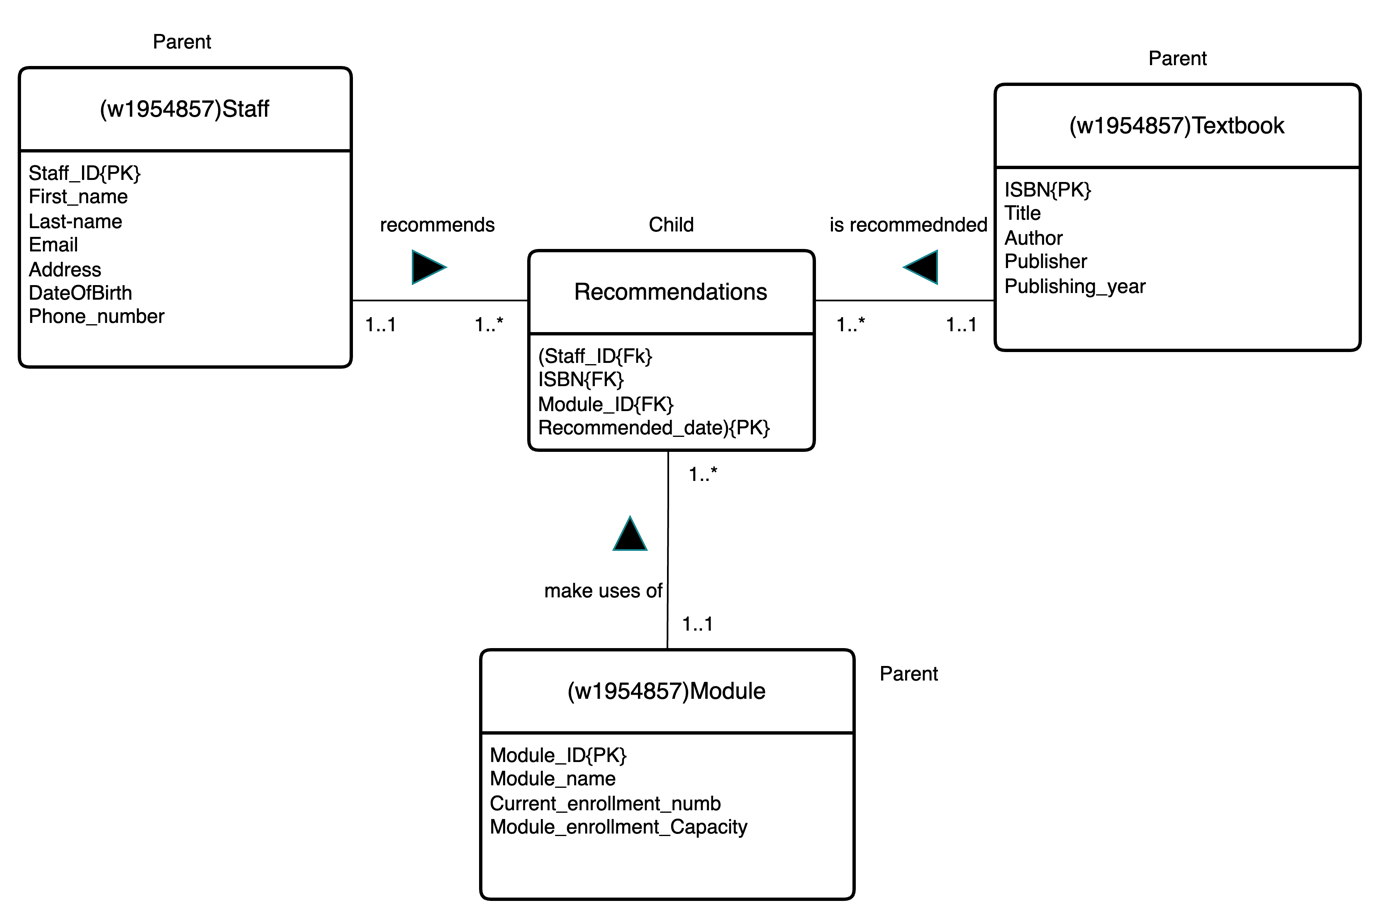 Parent
(w1954857)Staff
Staff_ID{PK}
First_name
Last-name
Email
Address
DateOfBirth
Phone_number
recommends
1..1
1..*
Child
Recommendations
(Staff_ID{Fk}
ISBN{FK}
Module_ID{FK}
Recommended_date){PK}
is recommednded
1..*
1..1
Parent
(w1954857)Textbook
ISBN{PK}
Title
Author
Publisher
Publishing_year
1..*
make uses of
1..1
Parent
(w1954857)Module
Module_ID{PK}
Module_name
Current_enrollment_numb
Module_enrollment_Capacity